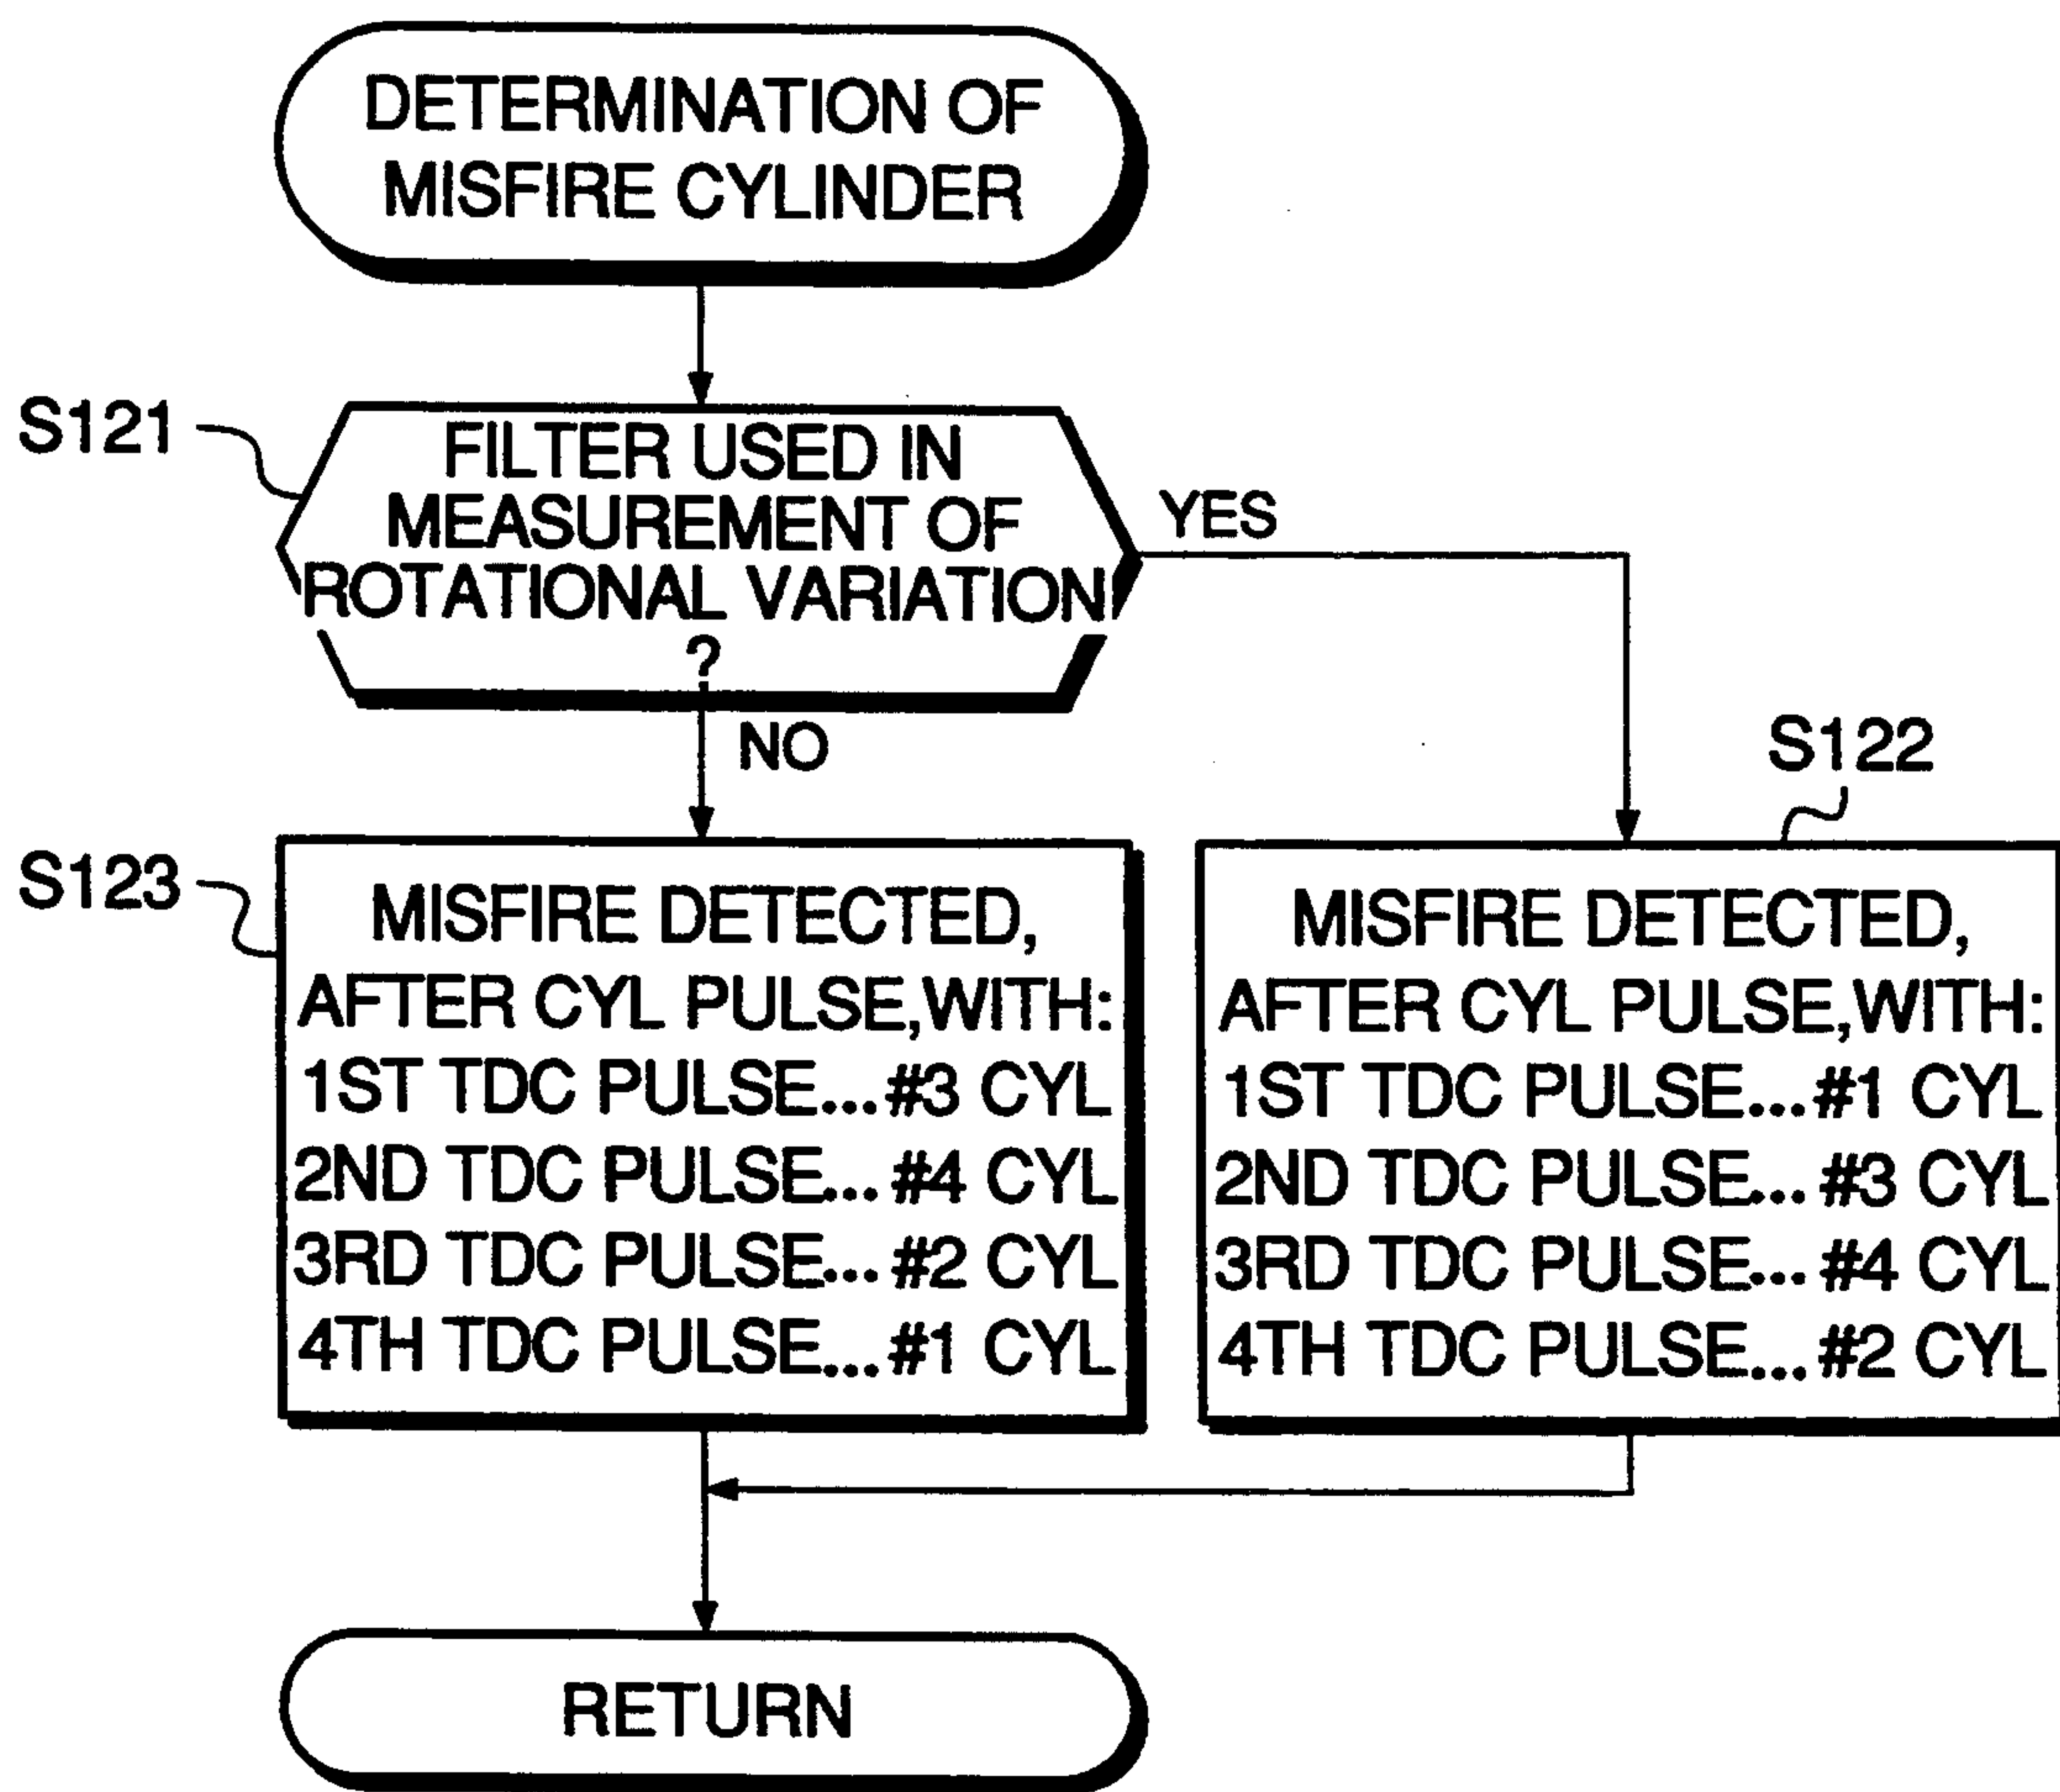 DETERMINATION OF
MISFIRE CYLINDER
S121
FILTER USED IN
MEASUREMENT OF
ROTATIONAL VARIATION
?
YES
NO
S122
S123
MISFIRE DETECTED,
AFTER CYL PULSE,WITH:
1ST TDC PULSE...#3 CYL
2ND TDC PULSE...#4 CYL
3RD TDC PULSE...#2 CYL
4TH TDC PULSE...#1 CYL
MISFIRE DETECTED,
AFTER CYL PULSE,WITH:
1ST TDC PULSE...#1 CYL
2ND TDC PULSE...#3 CYL
3RD TDC PULSE...#4 CYL
4TH TDC PULSE...#2 CYL
RETURN